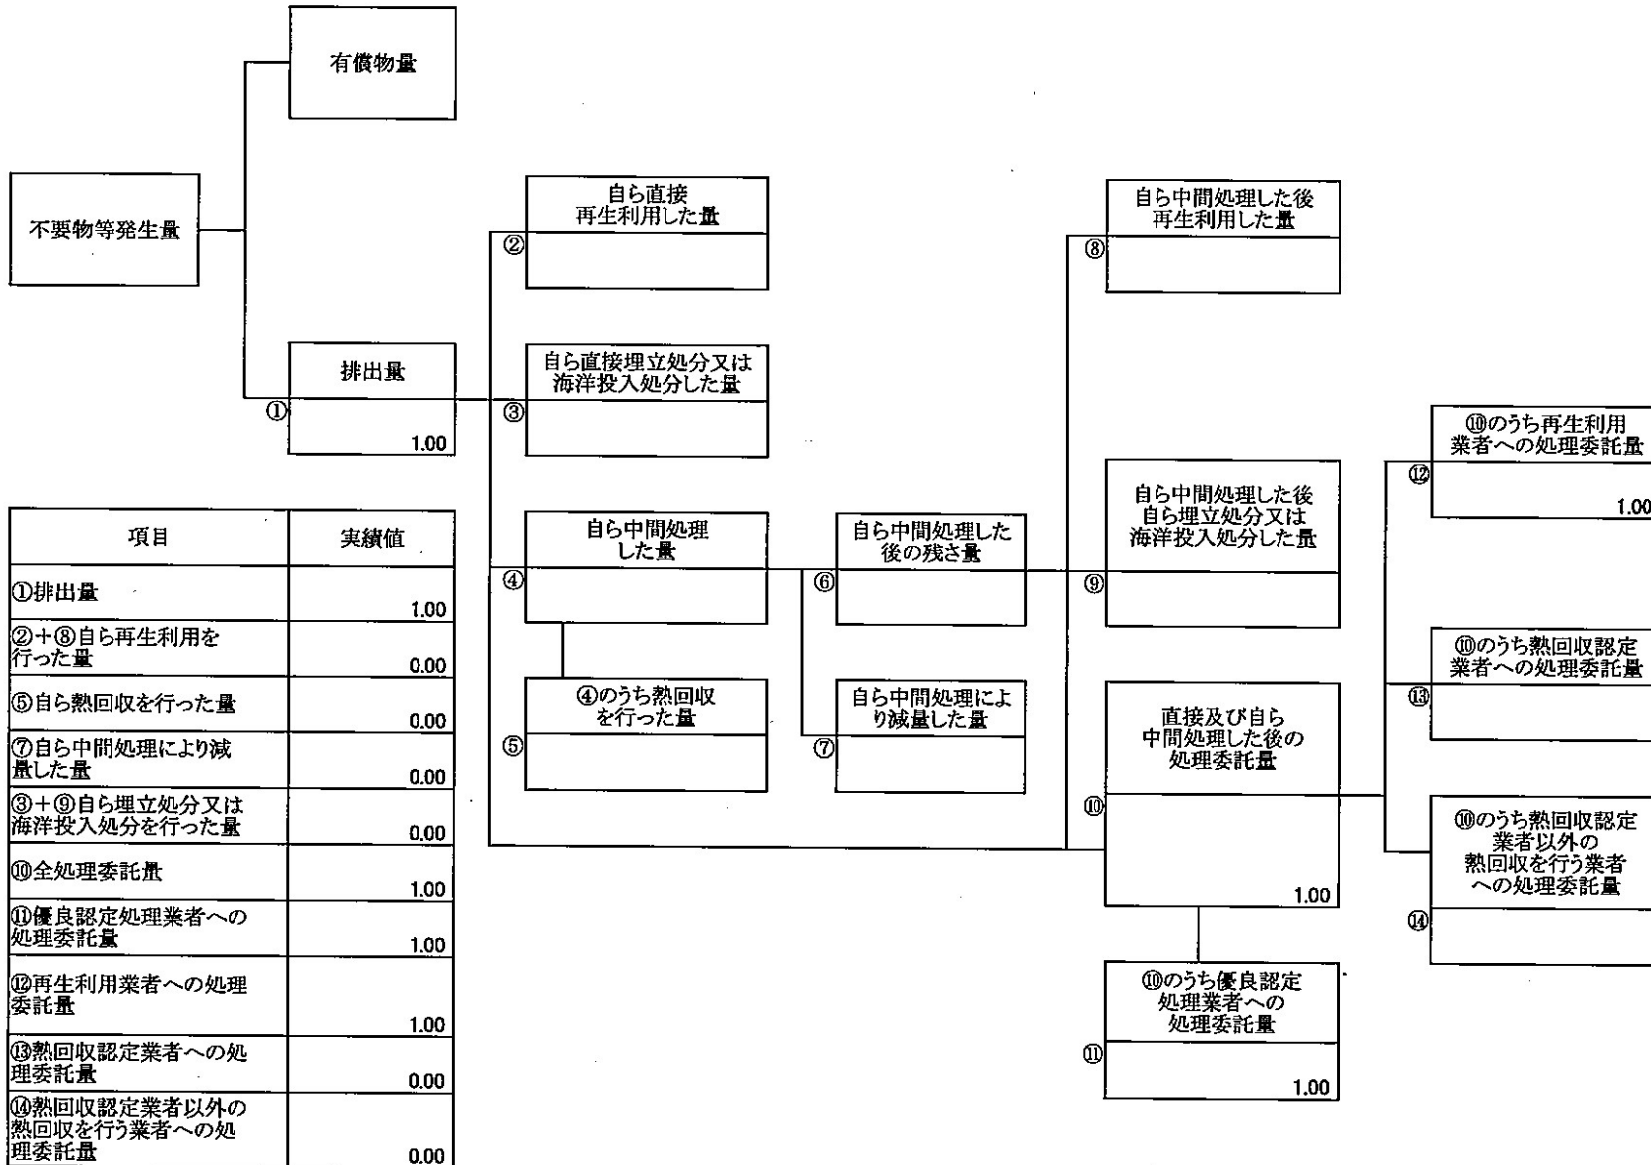 有償物量
不要物等発生量
排出量
①
1.00
自ら直接
再生利用した量
②
自ら直接埋立処分又は
海洋投入処分した量
③
自ら中間処理
した量
④
④のうち熱回収
を行った量
⑤
自ら中間処理した
後の残さ量
⑥
自ら中間処理によ
り減量した量
⑦
自ら中間処理した後
再生利用した量
⑧
自ら中間処理した後
自ら埋立処分又は
海洋投入処分した量
⑨
直接及び自ら
中間処理した後の
処理委託量
⑩
1.00
⑩のうち優良認定
処理業者への
処理委託量
⑪
1.00
⑩のうち再生利用
業者への処理委託量
⑫
1.00
⑩のうち熱回収認定
業者への処理委託量
⑬
⑩のうち熱回収認定
業者以外の
熱回収を行う業者
への処理委託量
⑭
項目 実績値
①排出量
1.00
②+⑧自ら再生利用を
行った量
0.00
⑤自ら熱回収を行った量
0.00
⑦自ら中間処理により減
量した量
0.00
③+⑨自ら埋立処分又は
海洋投入処分を行った量
0.00
⑩全処理委託量
1.00
⑪優良認定処理業者への
処理委託量
1.00
⑫再生利用業者への処理
委託量
1.00
⑬熱回収認定業者への処
理委託量
0.00
⑭熱回収認定業者以外の
熱回収を行う業者への処
理委託量
0.00